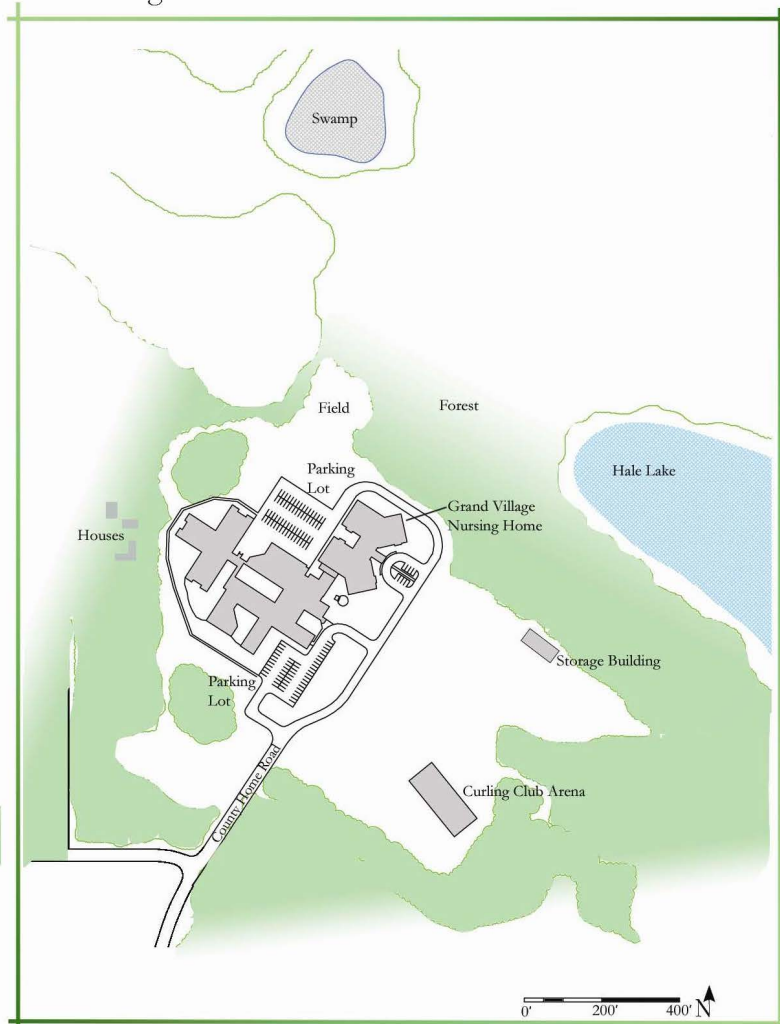 Swamp
Field
Forest
Hale Lake
Parking
Lot
Grand Village
Nursing Home
Houses
Storage Building
Parking
Lot
Curling Club Arena
County Home Road
0' 200' 400' N